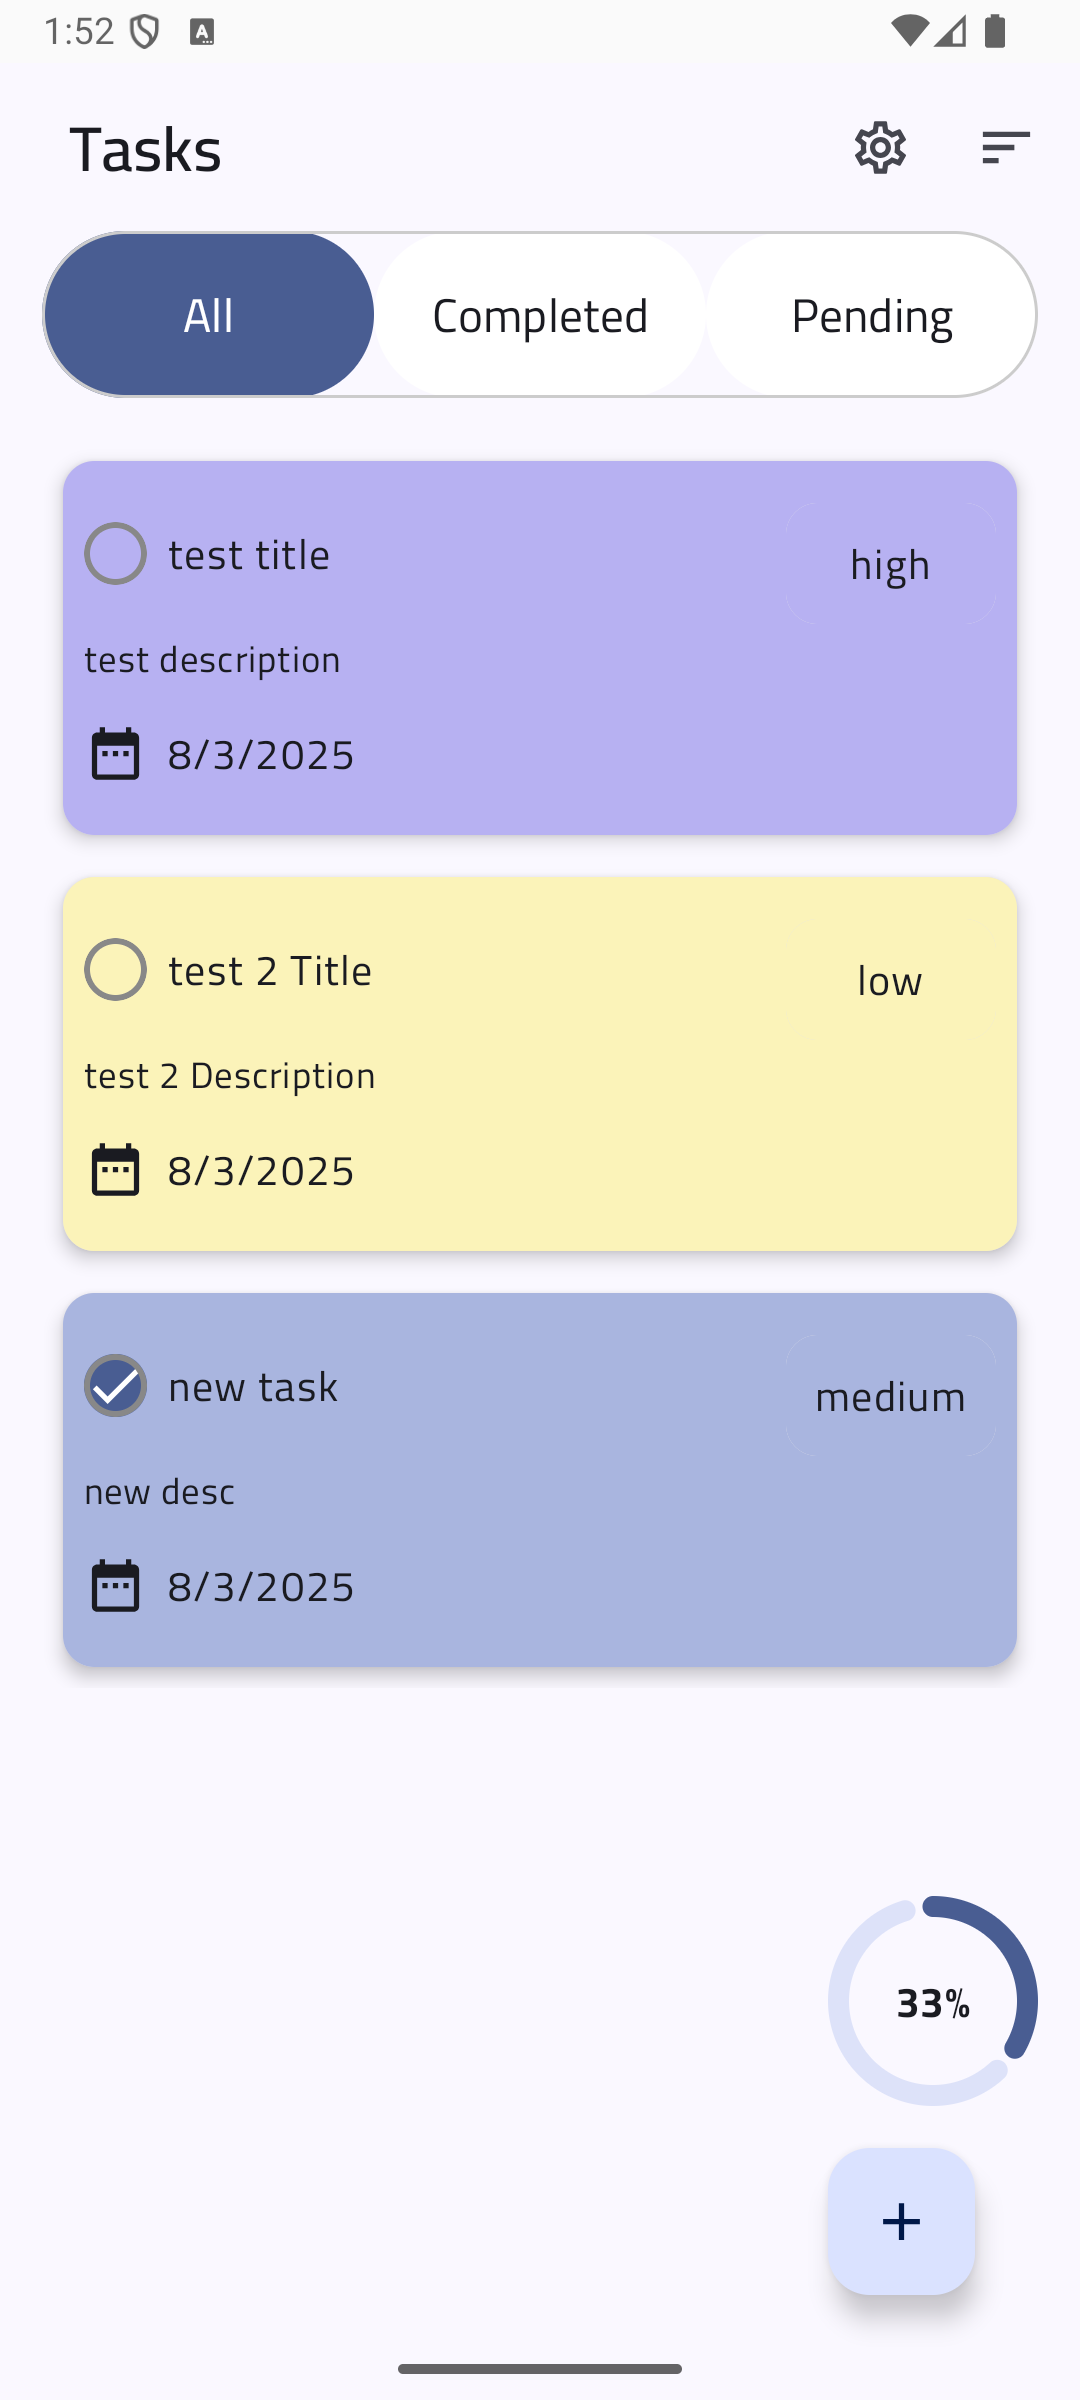 1:52
Tasks
All Completed Pending
test title high
test description
8/3/2025
test 2 Title low
test 2 Description
8/3/2025
new task medium
new desc
8/3/2025
33%